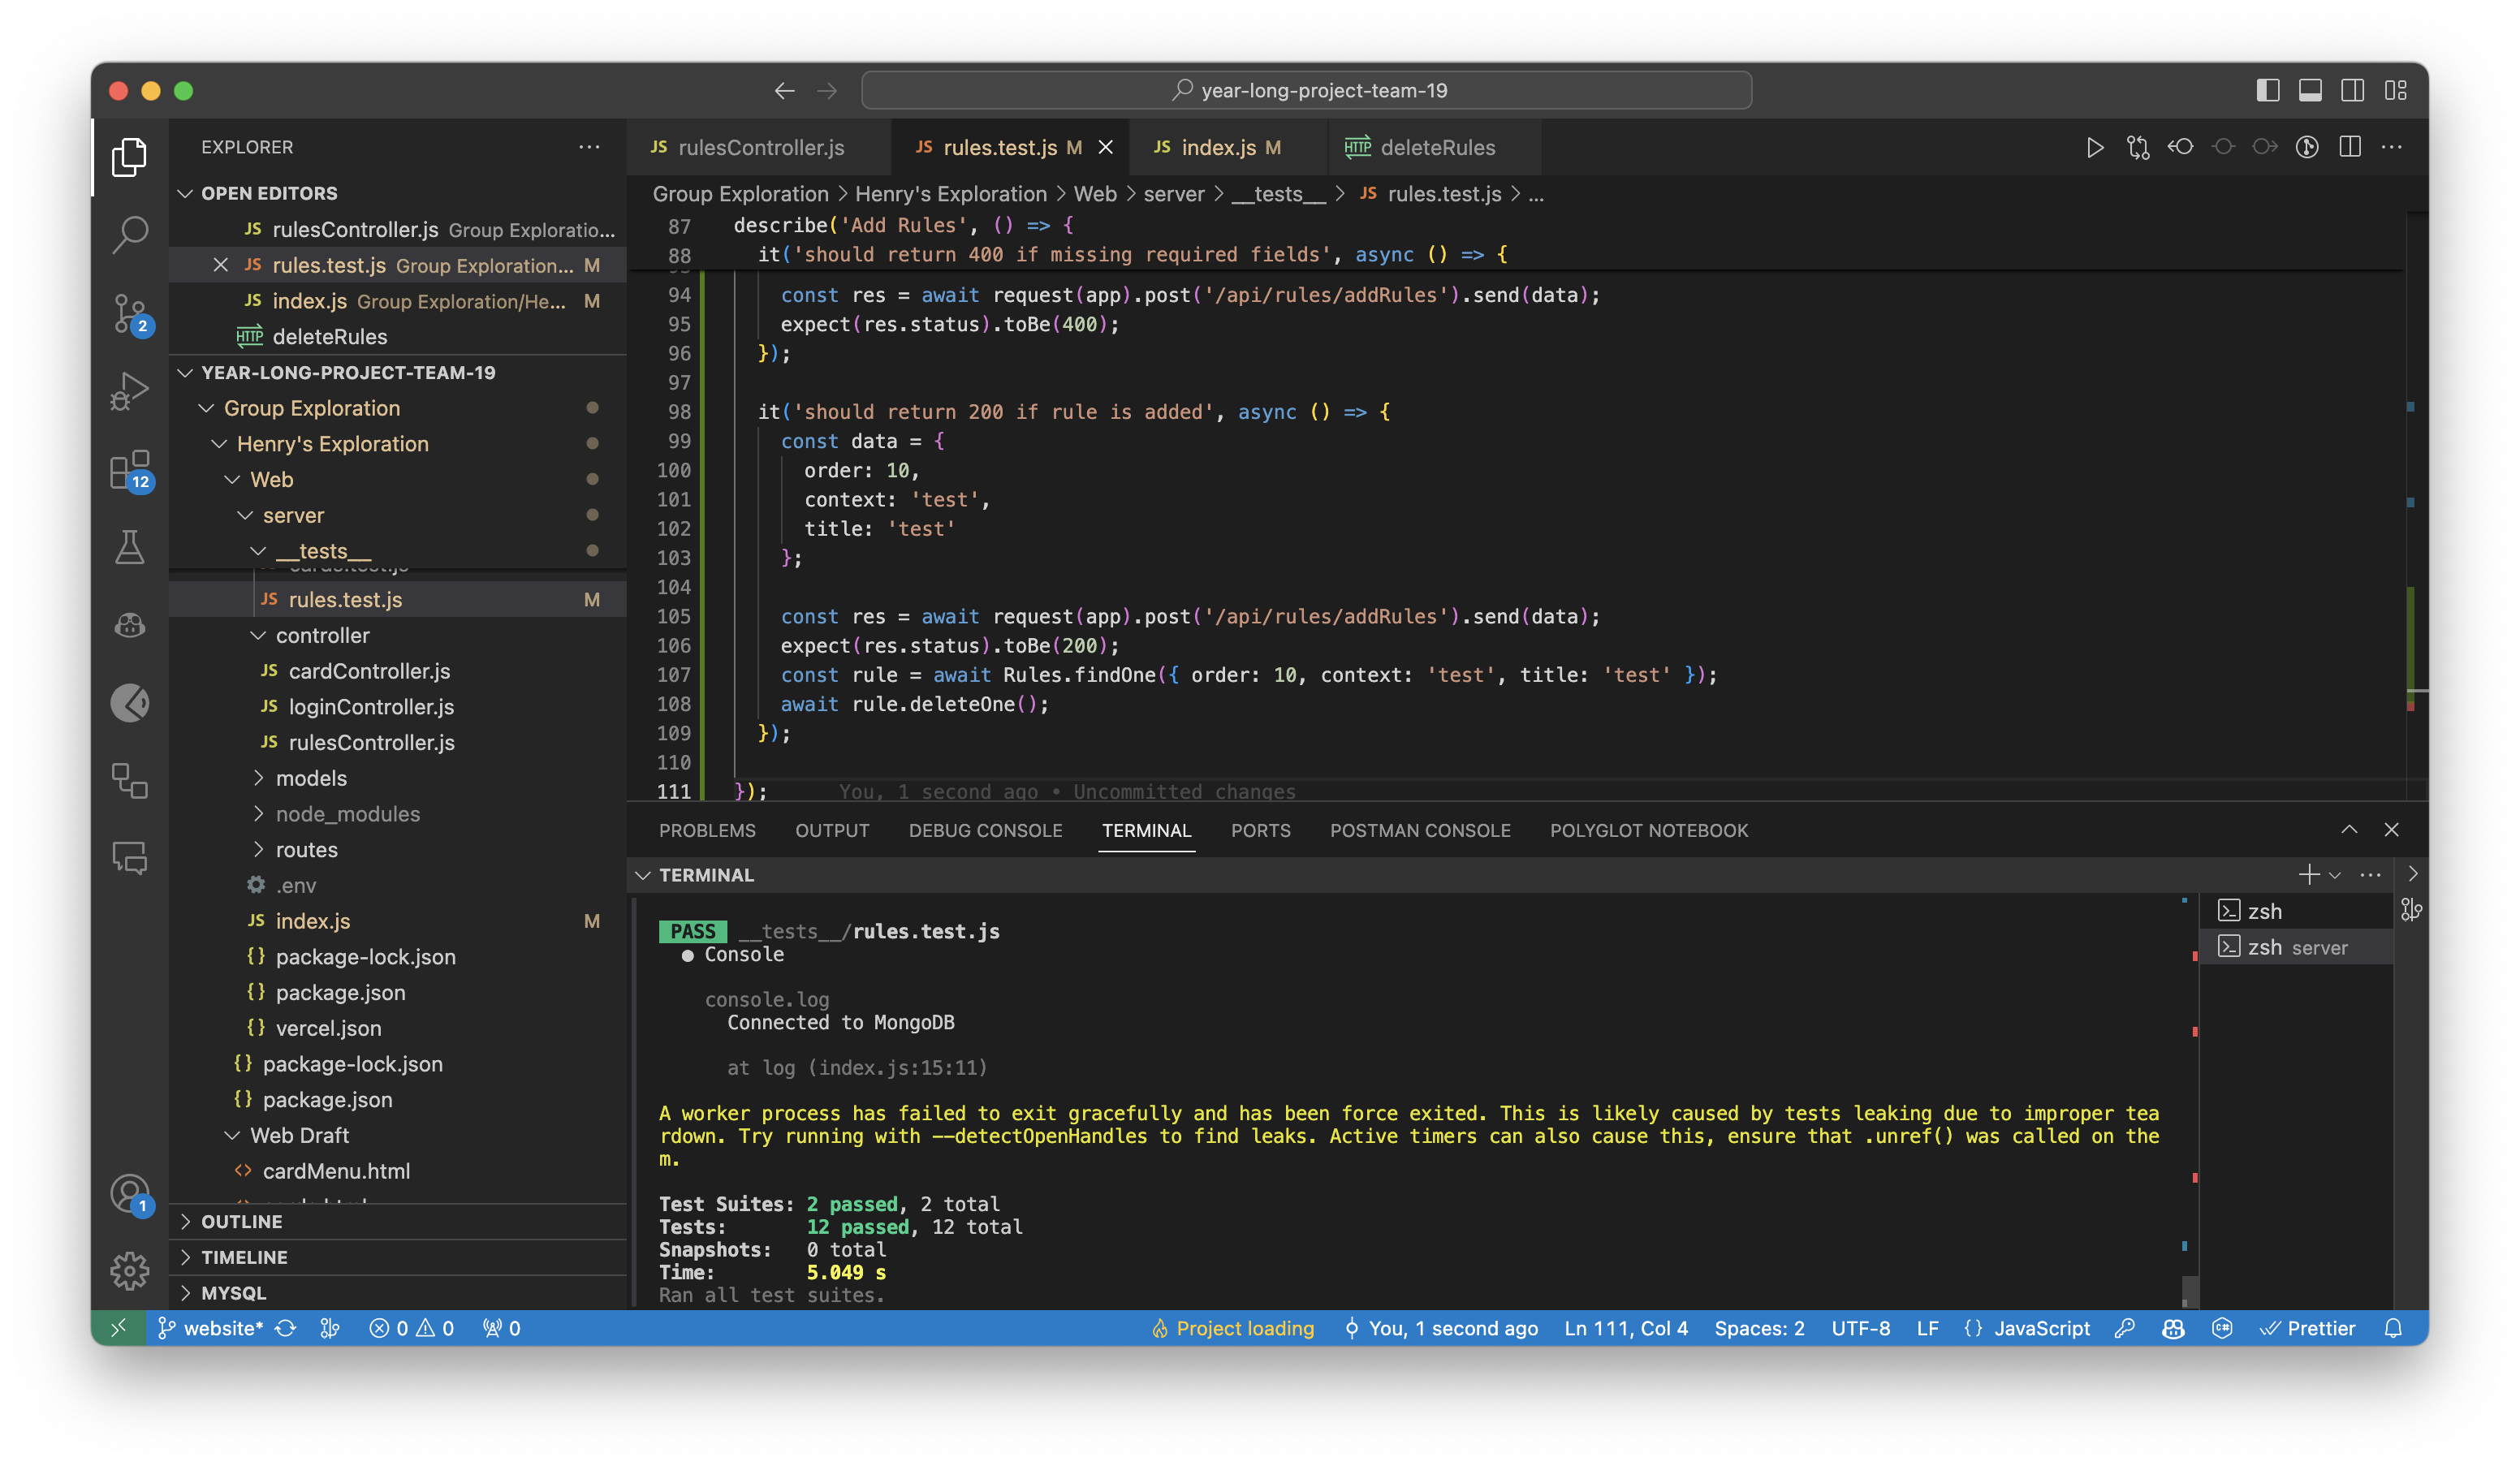 year-long-project-team-19
EXPLORER
OPEN EDITORS
JS rulesController.js Group Exploratio...
JS rules.test.js Group Exploration... M
JS index.js Group Exploration/He... M
HTTP deleteRules
YEAR-LONG-PROJECT-TEAM-19
Group Exploration
Henry's Exploration
Web
server
__tests__
JS rules.test.js M
controller
JS cardController.js
JS loginController.js
JS rulesController.js
models
node_modules
routes
.env
JS index.js M
{} package-lock.json
{} package.json
{} vercel.json
{} package-lock.json
{} package.json
Web Draft
<> cardMenu.html
OUTLINE
TIMELINE
MYSQL
2
12
1
JS rulesController.js JS rules.test.js M JS index.js M HTTP deleteRules
Group Exploration > Henry's Exploration > Web > server > __tests__ > JS rules.test.js > ...
87 describe('Add Rules', () => {
88 it('should return 400 if missing required fields', async () => {
94 const res = await request(app).post('/api/rules/addRules').send(data);
95 expect(res.status).toBe(400);
96 });
97
98 it('should return 200 if rule is added', async () => {
99 const data = {
100 order: 10,
101 context: 'test',
102 title: 'test'
103 };
104
105 const res = await request(app).post('/api/rules/addRules').send(data);
106 expect(res.status).toBe(200);
107 const rule = await Rules.findOne({ order: 10, context: 'test', title: 'test' });
108 await rule.deleteOne();
109 });
110
111 }); You, 1 second ago • Uncommitted changes
PROBLEMS OUTPUT DEBUG CONSOLE TERMINAL PORTS POSTMAN CONSOLE POLYGLOT NOTEBOOK
TERMINAL
PASS __tests__/rules.test.js
● Console
console.log
Connected to MongoDB
at log (index.js:15:11)
A worker process has failed to exit gracefully and has been force exited. This is likely caused by tests leaking due to improper tea
rdown. Try running with --detectOpenHandles to find leaks. Active timers can also cause this, ensure that .unref() was called on the
m.
Test Suites: 2 passed, 2 total
Tests: 12 passed, 12 total
Snapshots: 0 total
Time: 5.049 s
Ran all test suites.
zsh
zsh server
website* 0 0 0 Project loading You, 1 second ago Ln 111, Col 4 Spaces: 2 UTF-8 LF {} JavaScript Prettier